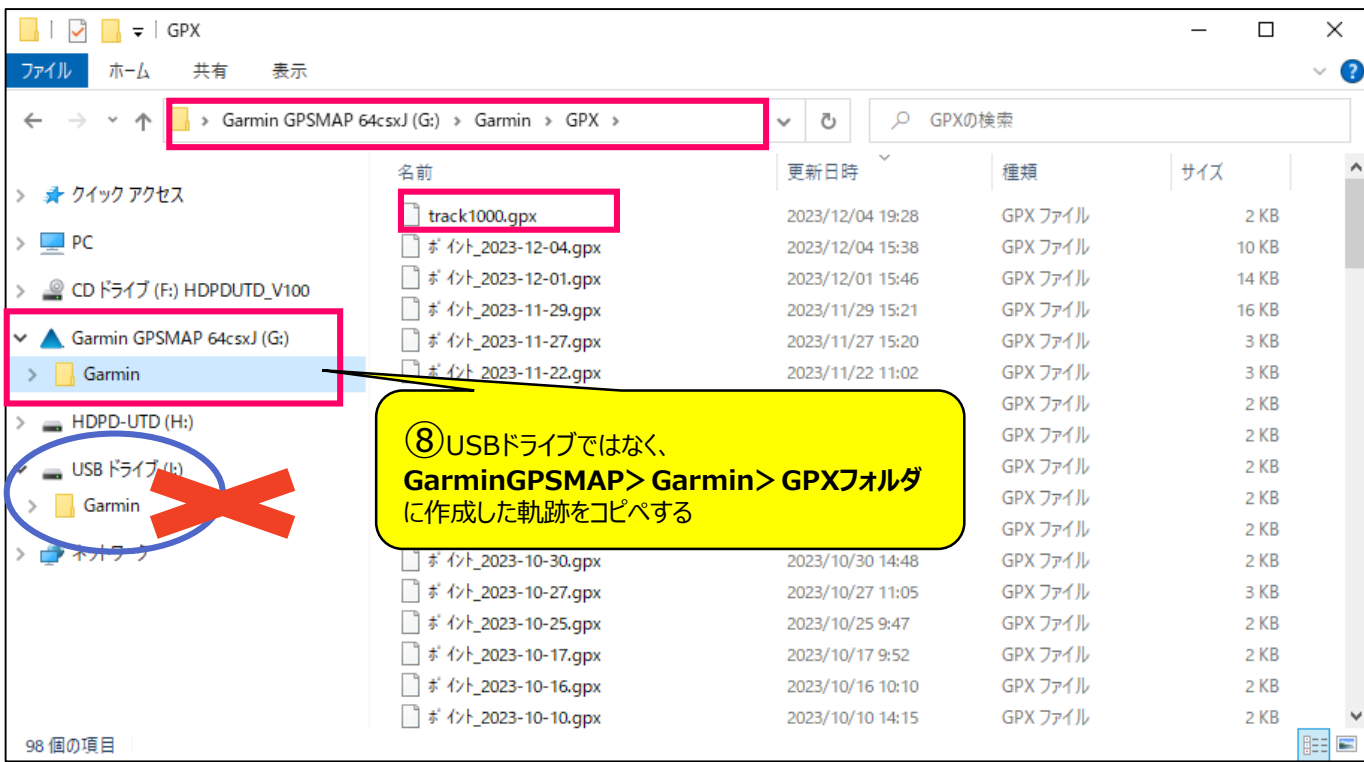 GPX
ファイル ホーム 共有 表示
Garmin GPSMAP 64csxJ (G:) > Garmin > GPX > GPXの検索
名前 更新日時 種類 サイズ
クイック アクセス
PC
CD ドライブ (F:) HDPDUTD_V100
Garmin GPSMAP 64csxJ (G:)
Garmin
HDPD-UTD (H:)
USB ドライブ (I:)
Garmin
ネットワーク
track1000.gpx 2023/12/04 19:28 GPX ファイル 2 KB
ポイント_2023-12-04.gpx 2023/12/04 15:38 GPX ファイル 10 KB
ポイント_2023-12-01.gpx 2023/12/01 15:46 GPX ファイル 14 KB
ポイント_2023-11-29.gpx 2023/11/29 15:21 GPX ファイル 16 KB
ポイント_2023-11-27.gpx 2023/11/27 15:20 GPX ファイル 3 KB
ポイント_2023-11-22.gpx 2023/11/22 11:02 GPX ファイル 3 KB
GPX ファイル 2 KB
GPX ファイル 2 KB
GPX ファイル 2 KB
GPX ファイル 2 KB
GPX ファイル 2 KB
⑧USBドライブではなく、
GarminGPSMAP＞Garmin＞GPXフォルダ
に作成した軌跡をコピペする
ポイント_2023-10-30.gpx 2023/10/30 14:48 GPX ファイル 2 KB
ポイント_2023-10-27.gpx 2023/10/27 11:05 GPX ファイル 3 KB
ポイント_2023-10-25.gpx 2023/10/25 9:47 GPX ファイル 2 KB
ポイント_2023-10-17.gpx 2023/10/17 9:52 GPX ファイル 2 KB
ポイント_2023-10-16.gpx 2023/10/16 10:10 GPX ファイル 2 KB
ポイント_2023-10-10.gpx 2023/10/10 14:15 GPX ファイル 2 KB
98 個の項目